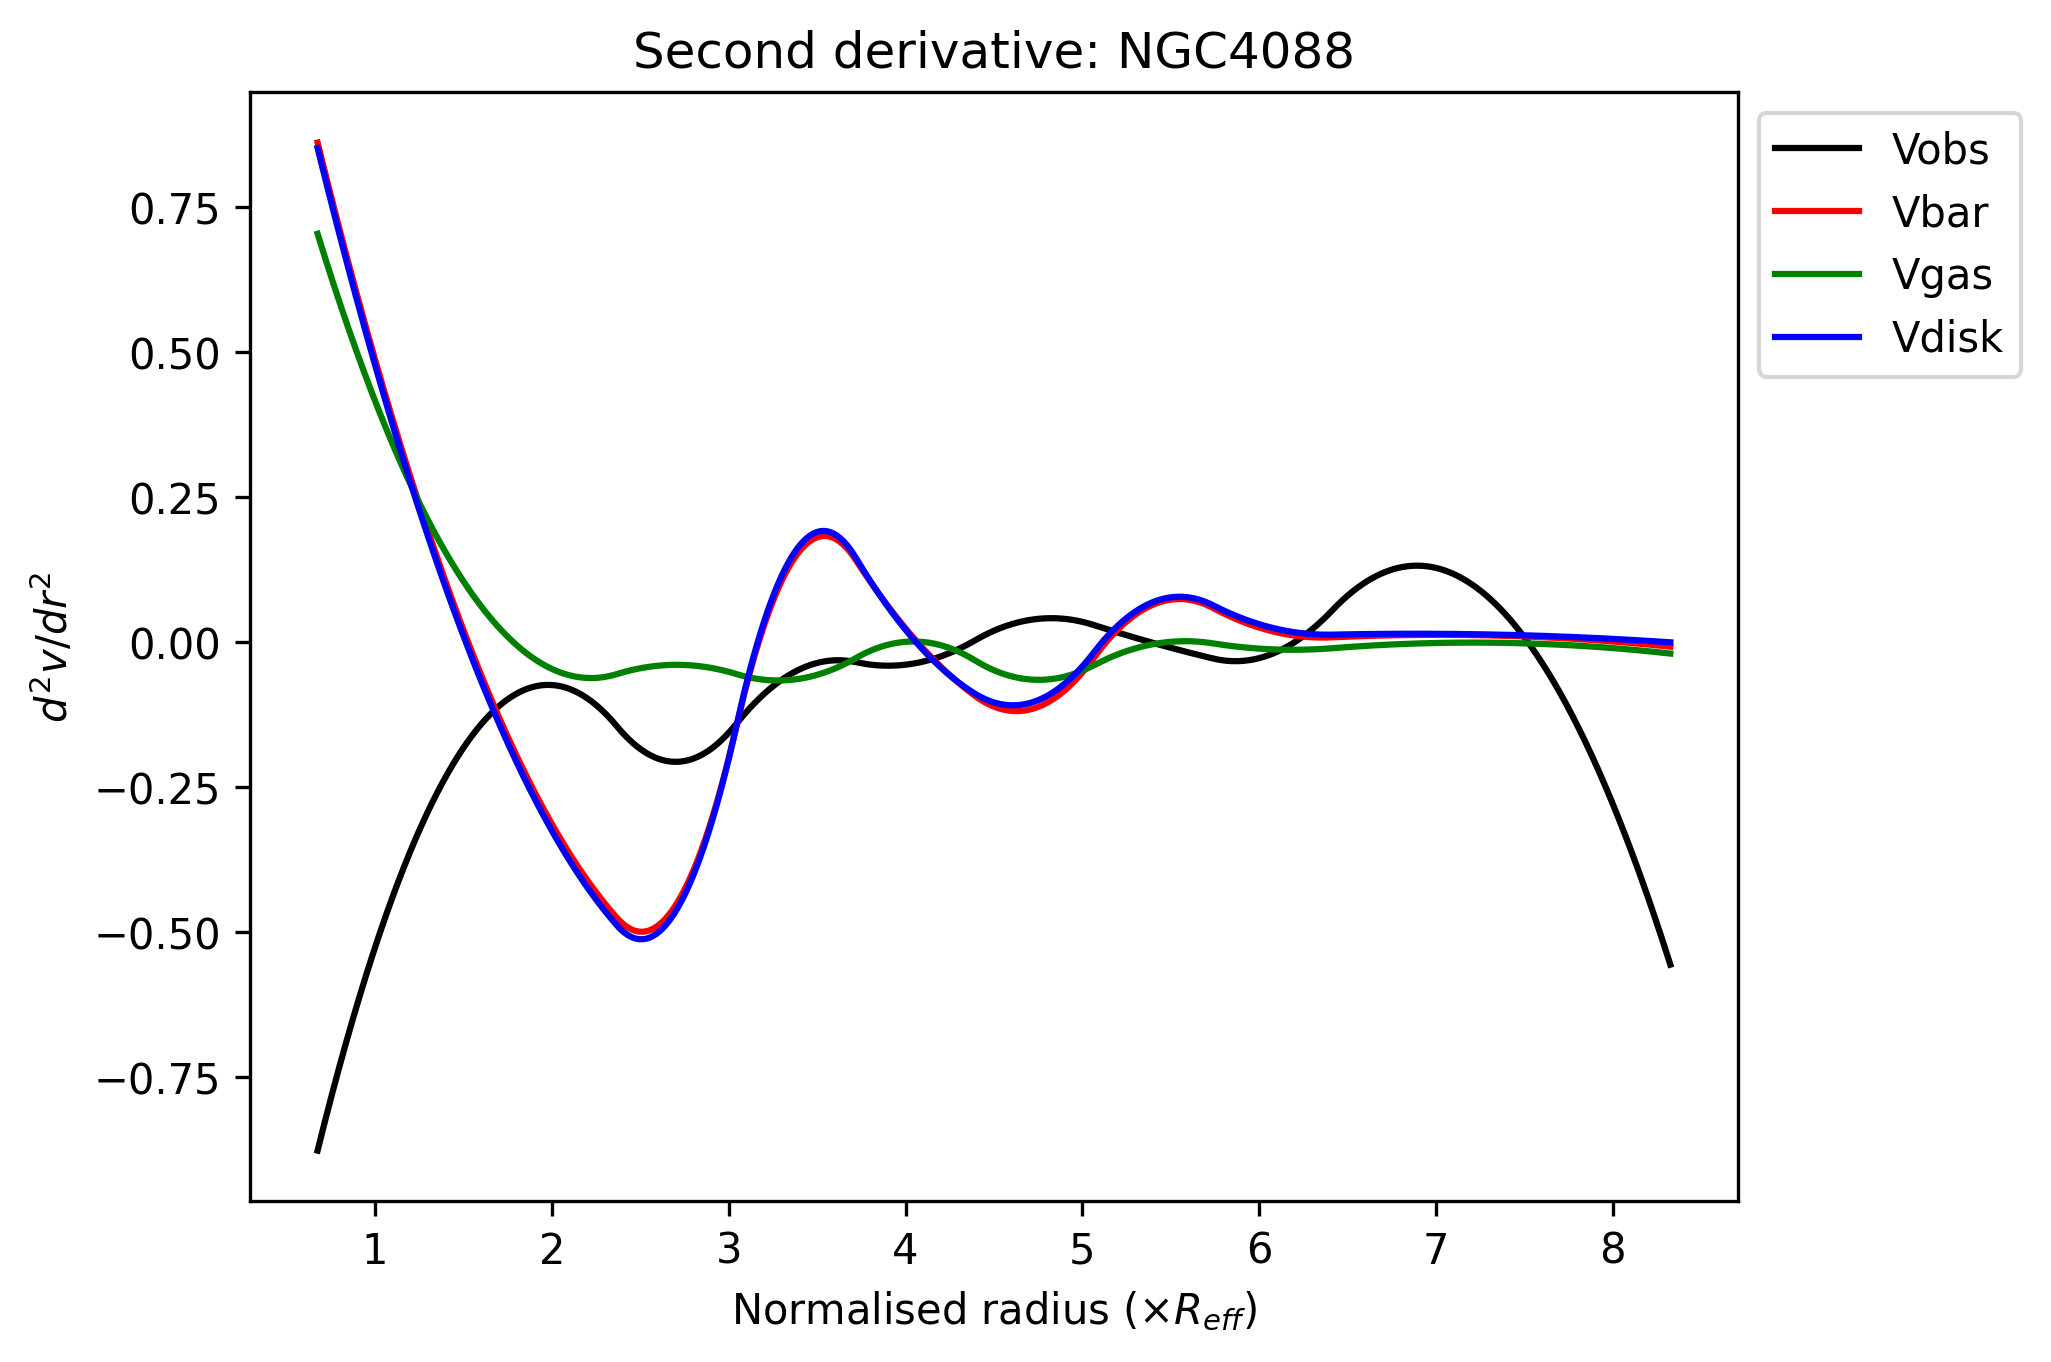 Second derivative: NGC4088
Vobs
Vbar
Vgas
Vdisk
0.75
0.50
0.25
0.00
−0.25
−0.50
−0.75
d²v/dr²
1 2 3 4 5 6 7 8
Normalised radius (×R_eff)